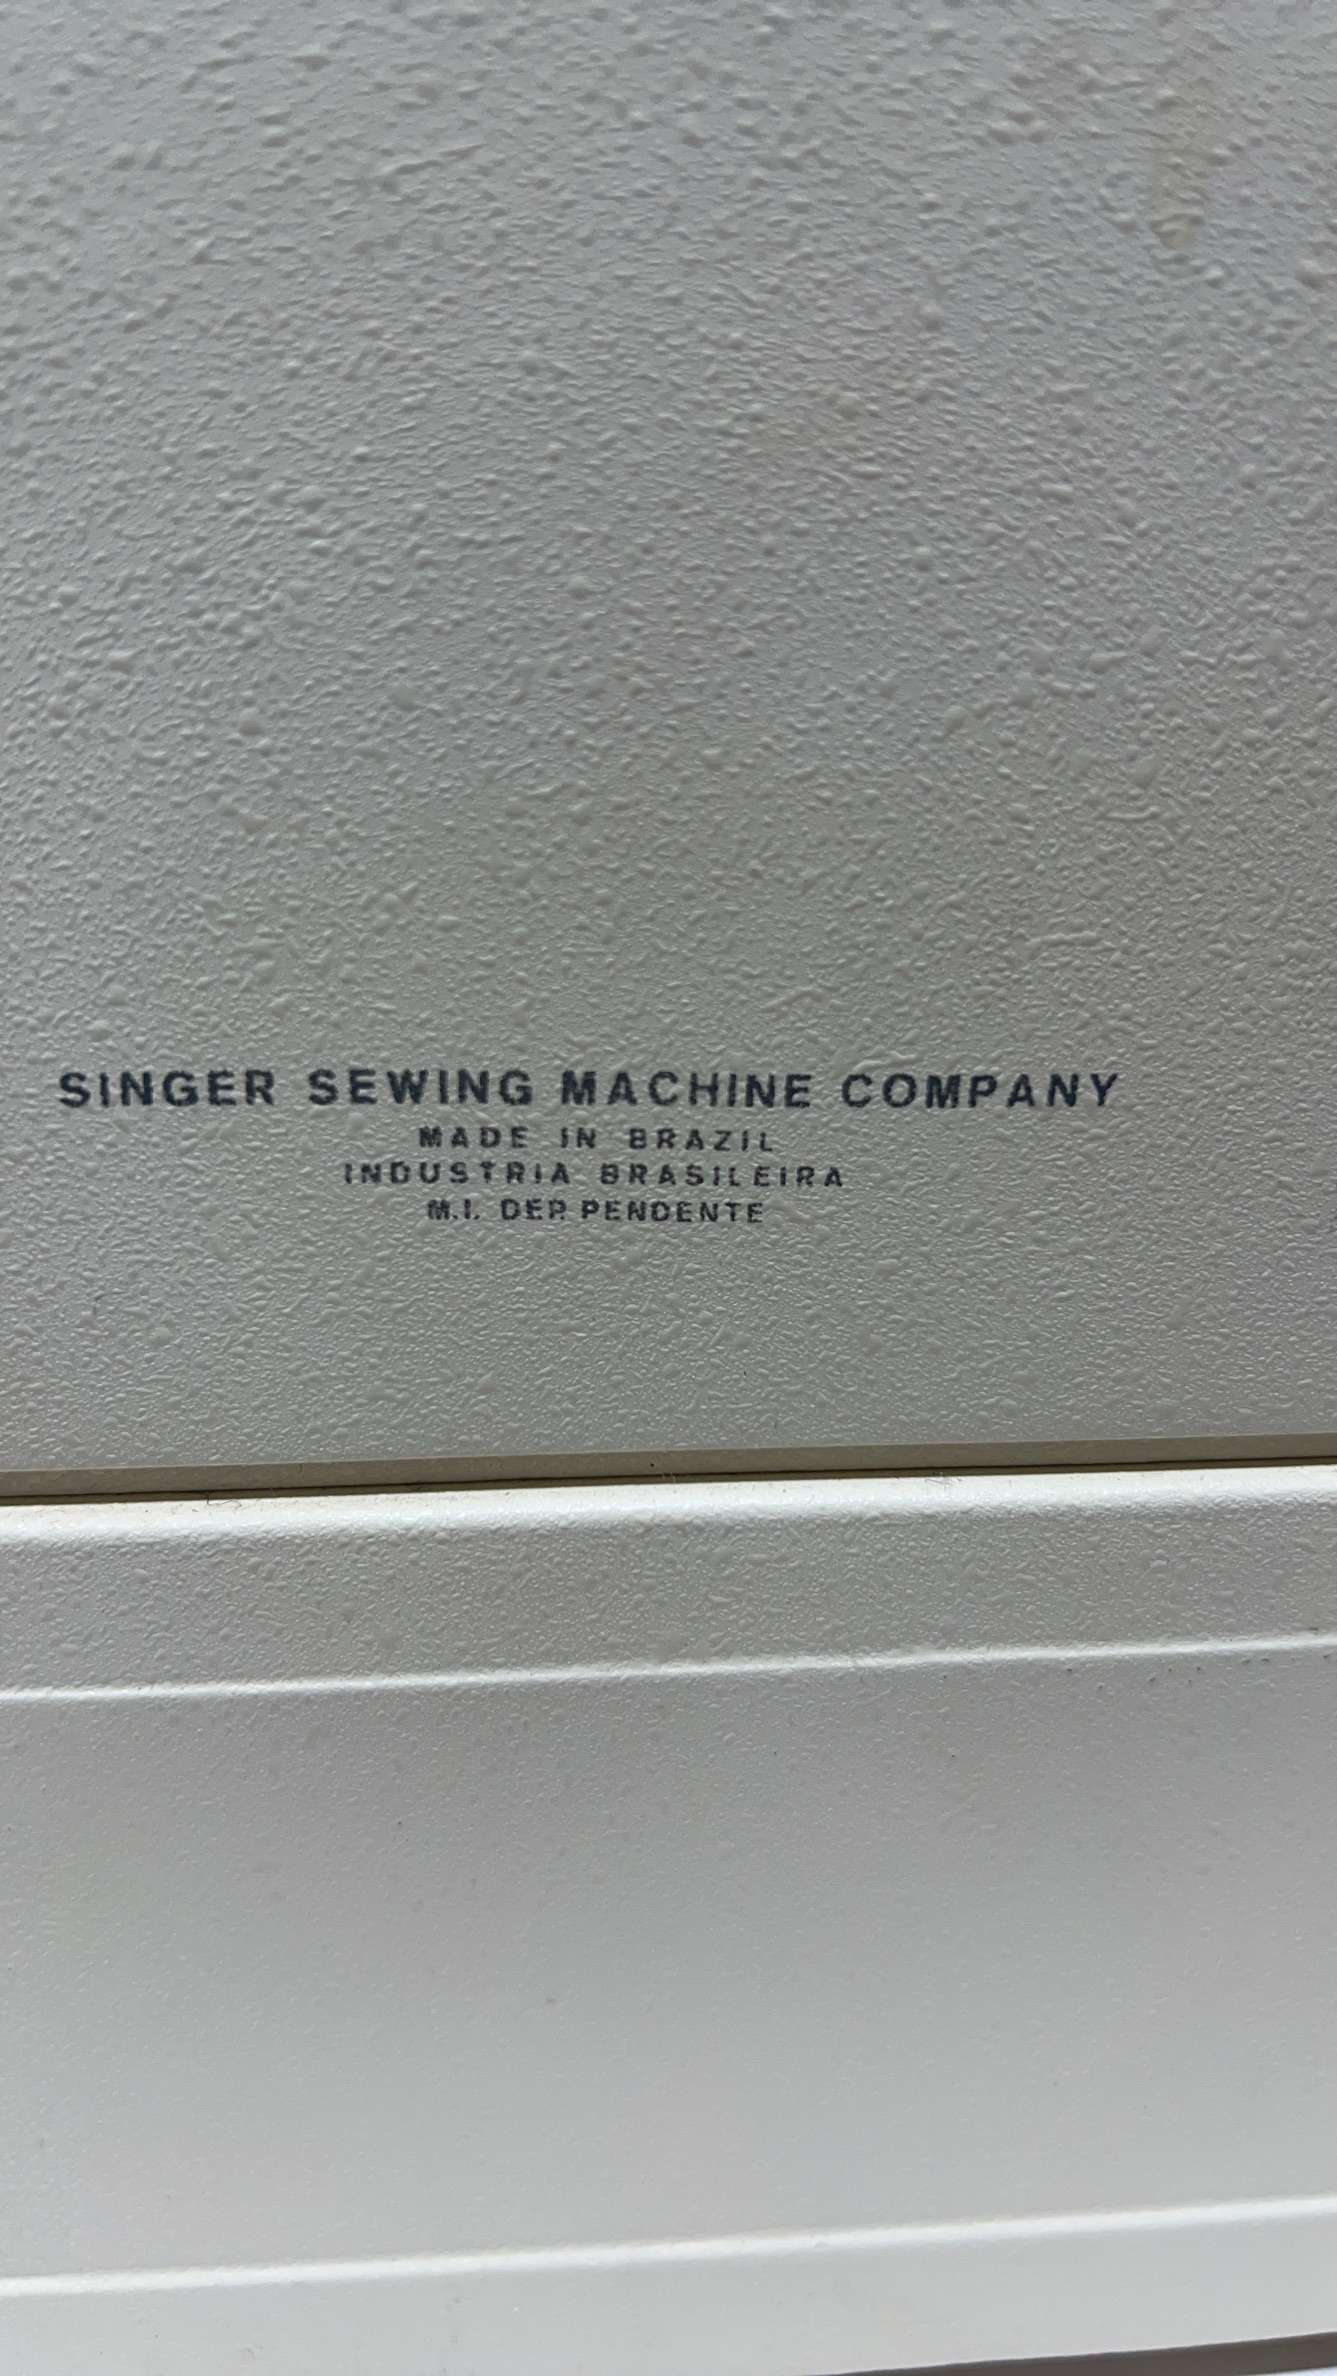 SINGER SEWING MACHINE COMPANY
MADE IN BRAZIL
INDUSTRIA BRASILEIRA
M.I. DEP. PENDENTE